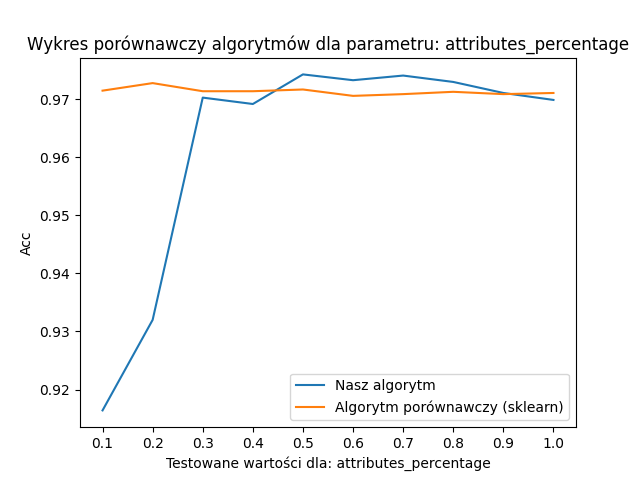 Wykres porównawczy algorytmów dla parametru: attributes_percentage
0.97
0.96
0.95
0.94
0.93
0.92
Acc
Nasz algorytm
Algorytm porównawczy (sklearn)
0.1 0.2 0.3 0.4 0.5 0.6 0.7 0.8 0.9 1.0
Testowane wartości dla: attributes_percentage